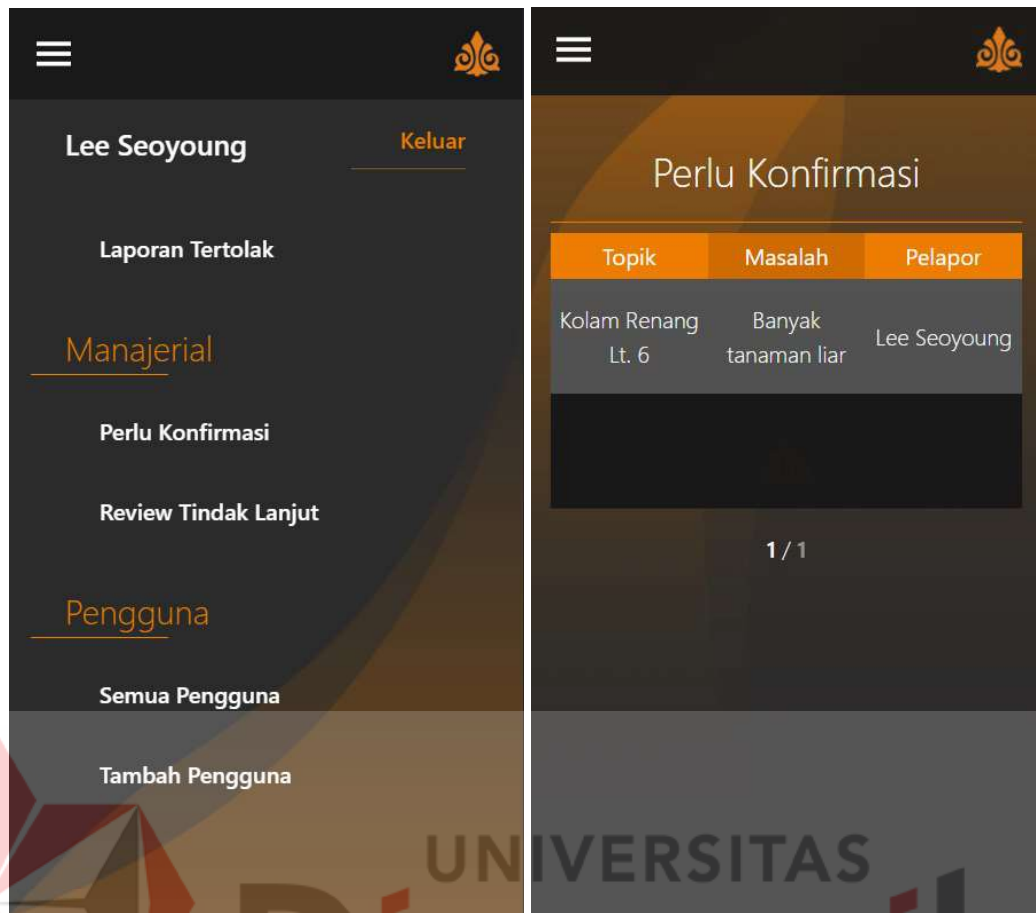 Lee Seoyoung
Keluar
Laporan Tertolak
Manajerial
Perlu Konfirmasi
Review Tindak Lanjut
Pengguna
Semua Pengguna
Tambah Pengguna
Perlu Konfirmasi
Topik Masalah Pelapor
Kolam Renang
Lt. 6
Banyak
tanaman liar
Lee Seoyoung
1 / 1
UNIVERSITAS